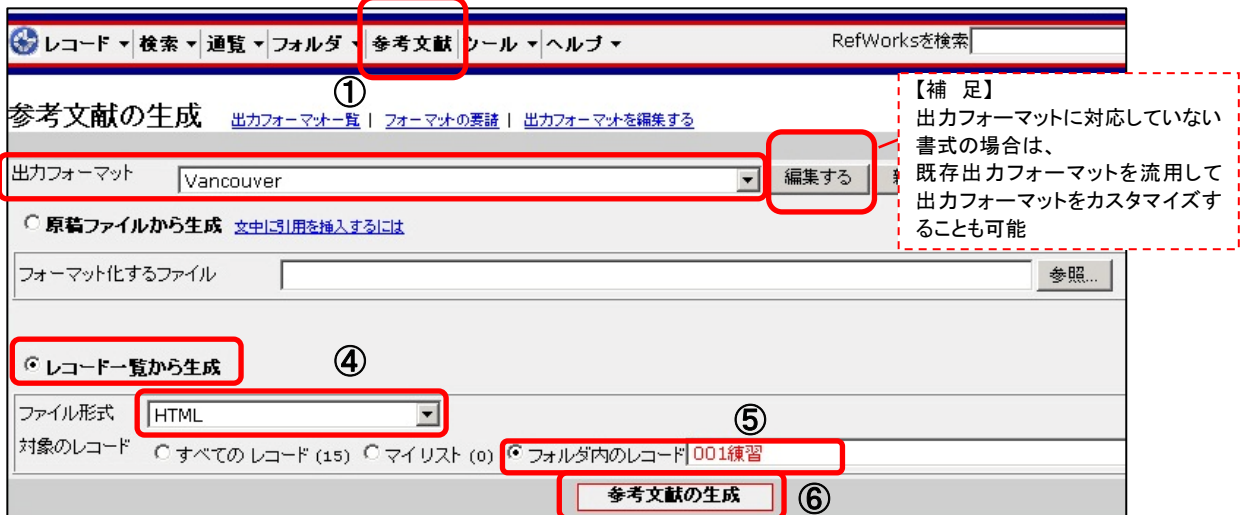 レコード ▼ 検索 ▼ 通覧 ▼ フォルダ ▼ 参考文献 ツール ▼ ヘルプ ▼ RefWorksを検索
①
参考文献の生成 出力フォーマット一覧 | フォーマットの要請 | 出力フォーマットを編集する
【補 足】
出力フォーマットに対応していない
書式の場合は、
既存出力フォーマットを流用して
出力フォーマットをカスタマイズす
ることも可能
出力フォーマット Vancouver 編集する
原稿ファイルから生成 文中に引用を挿入するには
フォーマット化するファイル 参照...
レコード一覧から生成 ④
ファイル形式 HTML
⑤
対象のレコード すべての レコード (15) マイリスト (0) フォルダ内のレコード 001練習
参考文献の生成 ⑥